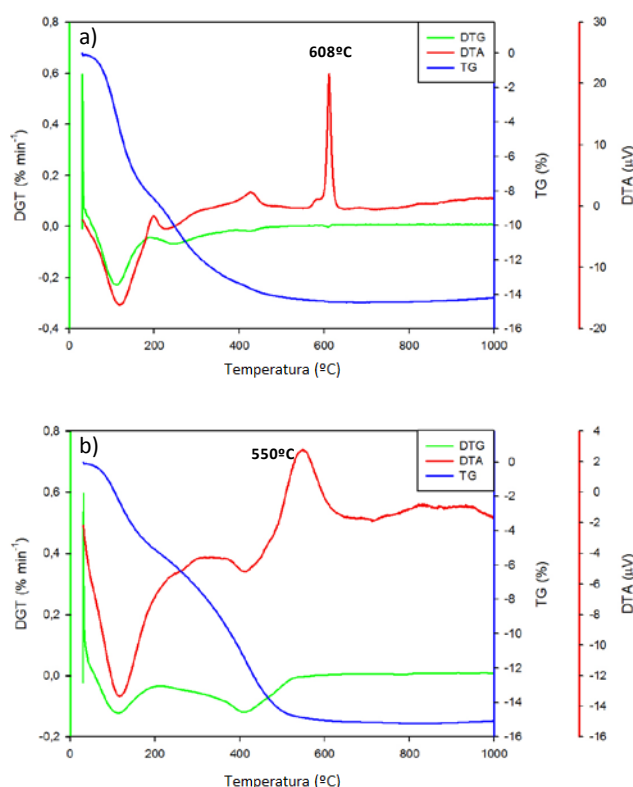 a)
608ºC
DTG
DTA
TG
DGT (% min-1)
0,8
0,6
0,4
0,2
0,0
-0,2
-0,4
TG (%)
0
-2
-4
-6
-8
-10
-12
-14
-16
DTA (μV)
30
20
10
0
-10
-20
0 200 400 600 800 1000
Temperatura (ºC)
b)
550ºC
DTG
DTA
TG
DGT (% min-1)
0,8
0,6
0,4
0,2
0,0
-0,2
TG (%)
0
-2
-4
-6
-8
-10
-12
-14
-16
DTA (μV)
4
2
0
-2
-4
-6
-8
-10
-12
-14
-16
0 200 400 600 800 1000
Temperatura (ºC)